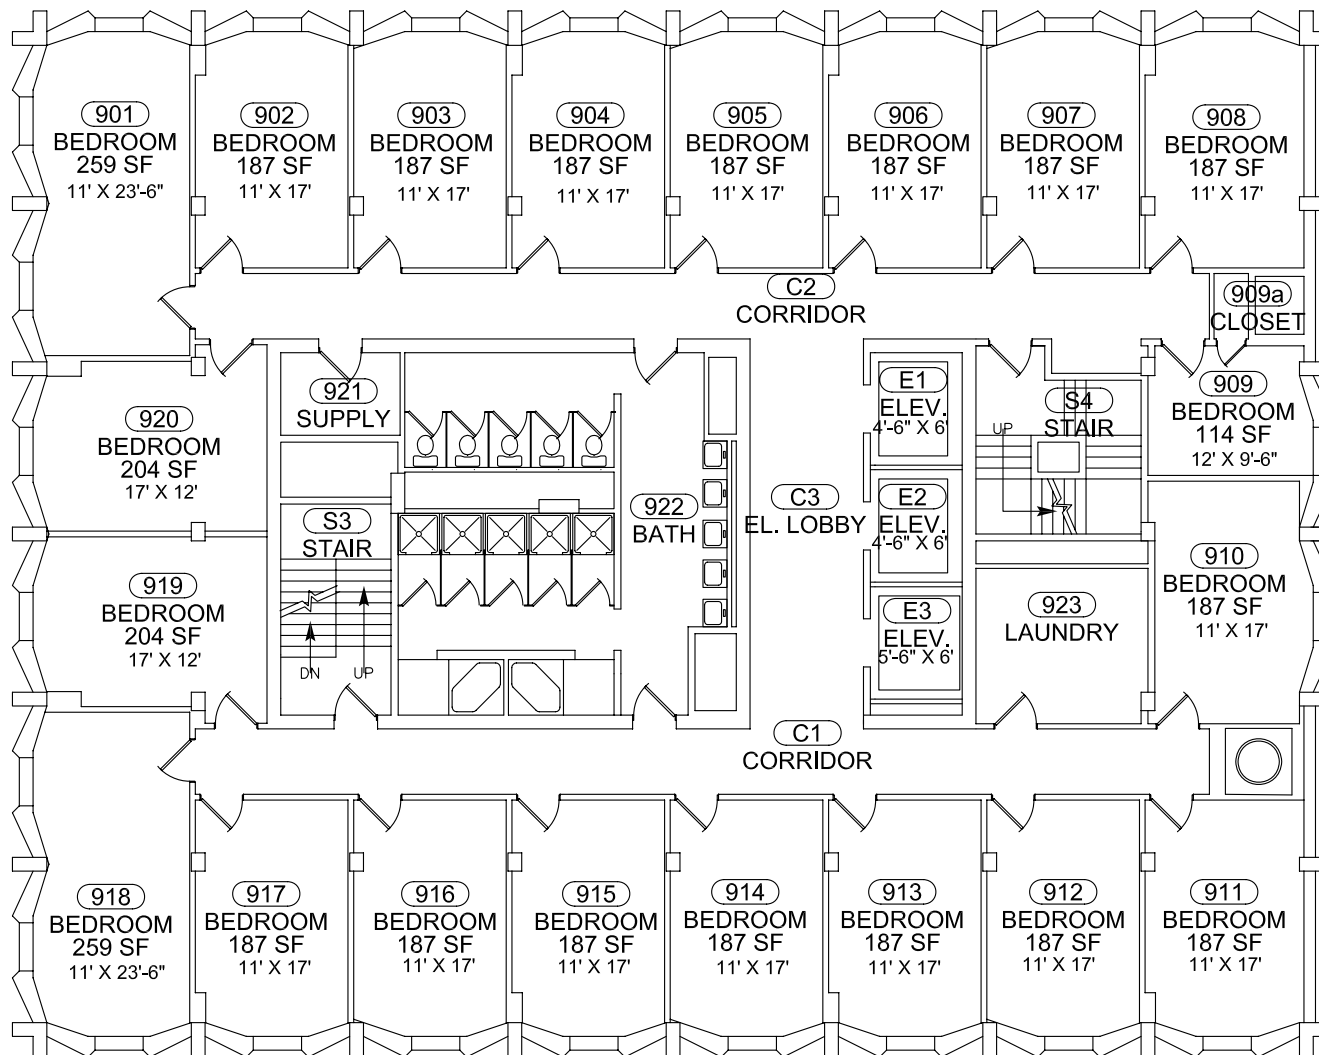 901
BEDROOM
259 SF
11' X 23'-6"
902
BEDROOM
187 SF
11' X 17'
903
BEDROOM
187 SF
11' X 17'
904
BEDROOM
187 SF
11' X 17'
905
BEDROOM
187 SF
11' X 17'
906
BEDROOM
187 SF
11' X 17'
907
BEDROOM
187 SF
11' X 17'
908
BEDROOM
187 SF
11' X 17'
C2
CORRIDOR
909a
CLOSET
920
BEDROOM
204 SF
17' X 12'
921
SUPPLY
E1
ELEV.
4'-6" X 6'
S4
STAIR
UP
909
BEDROOM
114 SF
12' X 9'-6"
S3
STAIR
DN
UP
922
BATH
C3
EL. LOBBY
E2
ELEV.
4'-6" X 6'
919
BEDROOM
204 SF
17' X 12'
E3
ELEV.
5'-6" X 6'
923
LAUNDRY
910
BEDROOM
187 SF
11' X 17'
C1
CORRIDOR
918
BEDROOM
259 SF
11' X 23'-6"
917
BEDROOM
187 SF
11' X 17'
916
BEDROOM
187 SF
11' X 17'
915
BEDROOM
187 SF
11' X 17'
914
BEDROOM
187 SF
11' X 17'
913
BEDROOM
187 SF
11' X 17'
912
BEDROOM
187 SF
11' X 17'
911
BEDROOM
187 SF
11' X 17'